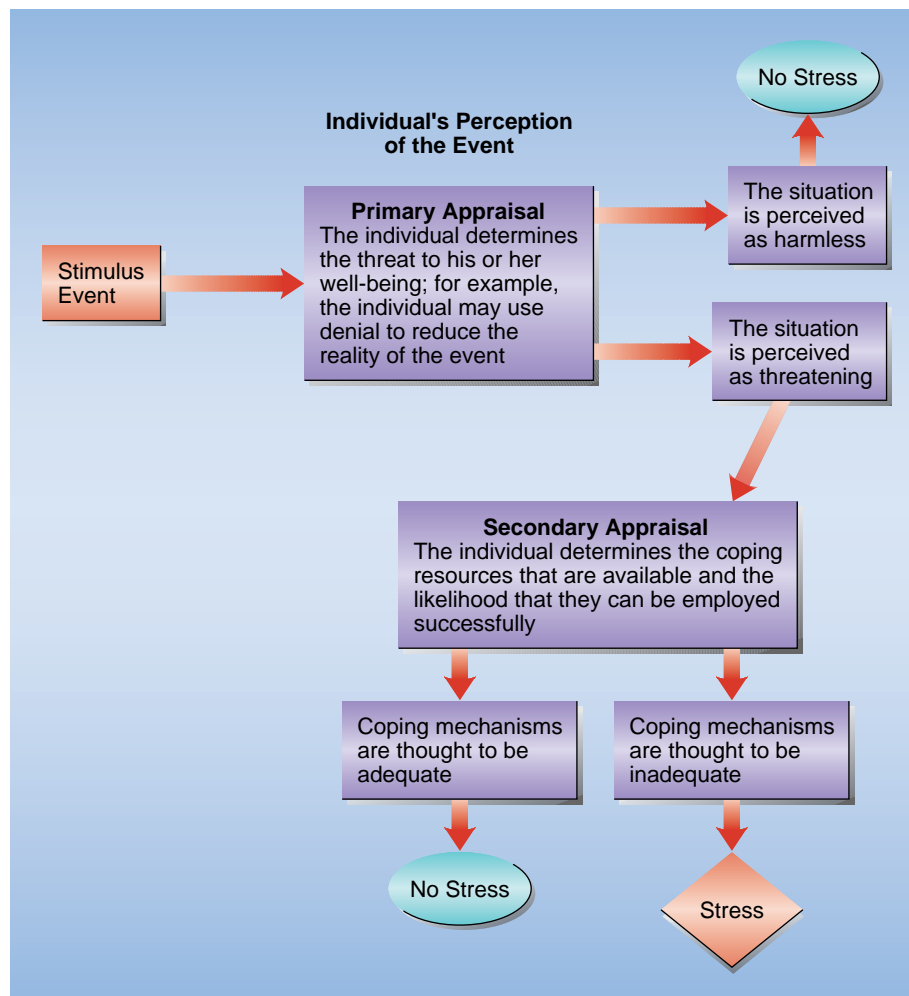 No Stress
Individual's Perception
of the Event
The situation
is perceived
as harmless
Primary Appraisal
The individual determines
the threat to his or her
well-being; for example,
the individual may use
denial to reduce the
reality of the event
Stimulus
Event
The situation
is perceived
as threatening
Secondary Appraisal
The individual determines the coping
resources that are available and the
likelihood that they can be employed
successfully
Coping mechanisms
are thought to be
adequate
Coping mechanisms
are thought to be
inadequate
No Stress
Stress